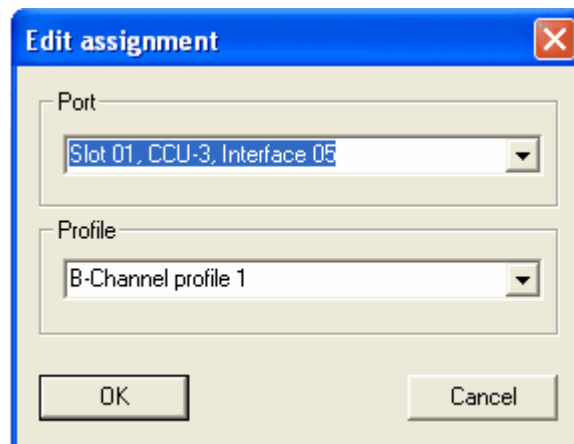 Edit assignment
Port
Slot 01, CCU-3, Interface 05
Profile
B-Channel profile 1
OK
Cancel